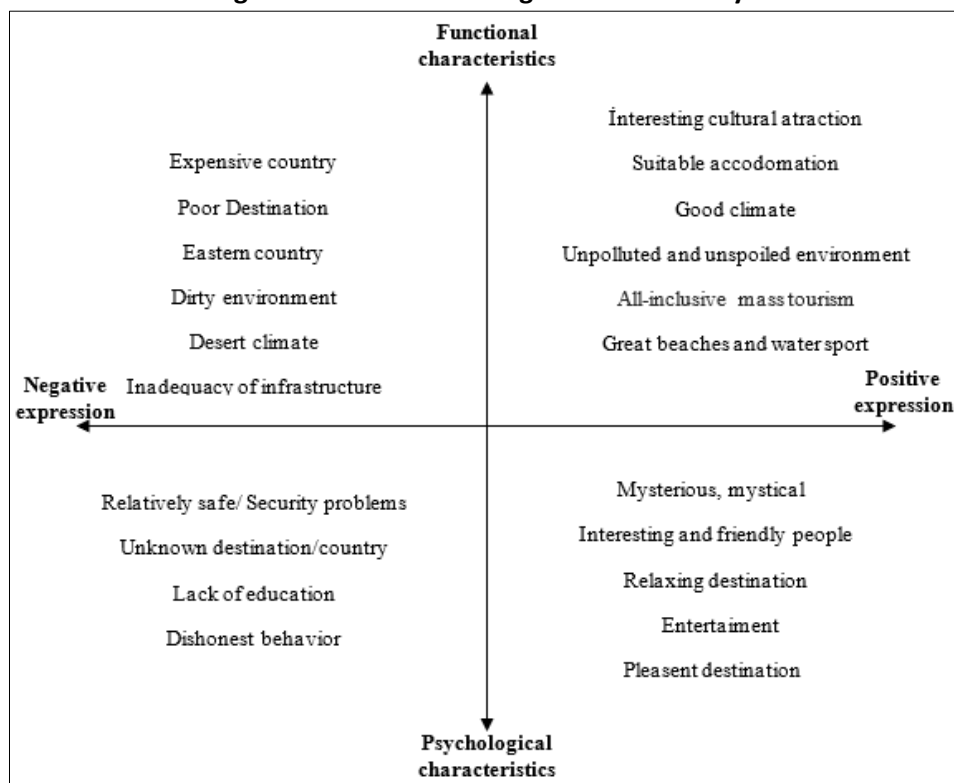 Functional
characteristics
İnteresting cultural atraction
Expensive country
Suitable accodomation
Poor Destination
Good climate
Eastern country
Unpolluted and unspoiled environment
Dirty environment
All-inclusive mass tourism
Desert climate
Great beaches and water sport
Negative
expression
Inadequacy of infrastructure
Positive
expression
Relatively safe/ Security problems
Mysterious, mystical
Unknown destination/country
Interesting and friendly people
Lack of education
Relaxing destination
Dishonest behavior
Entertaiment
Pleasent destination
Psychological
characteristics